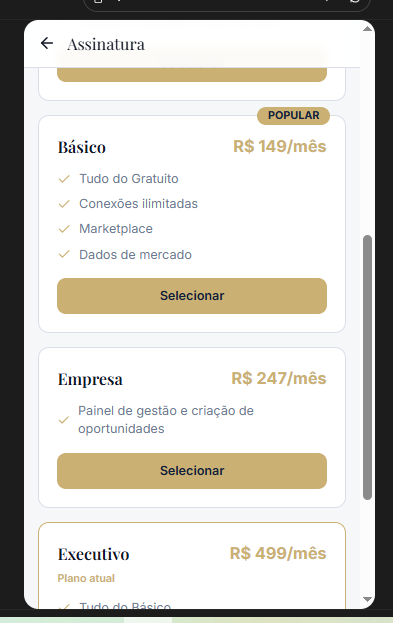 Assinatura
POPULAR
Básico
R$ 149/mês
Tudo do Gratuito
Conexões ilimitadas
Marketplace
Dados de mercado
Selecionar
Empresa
R$ 247/mês
Painel de gestão e criação de
oportunidades
Selecionar
Executivo
R$ 499/mês
Plano atual
Tudo do Básico